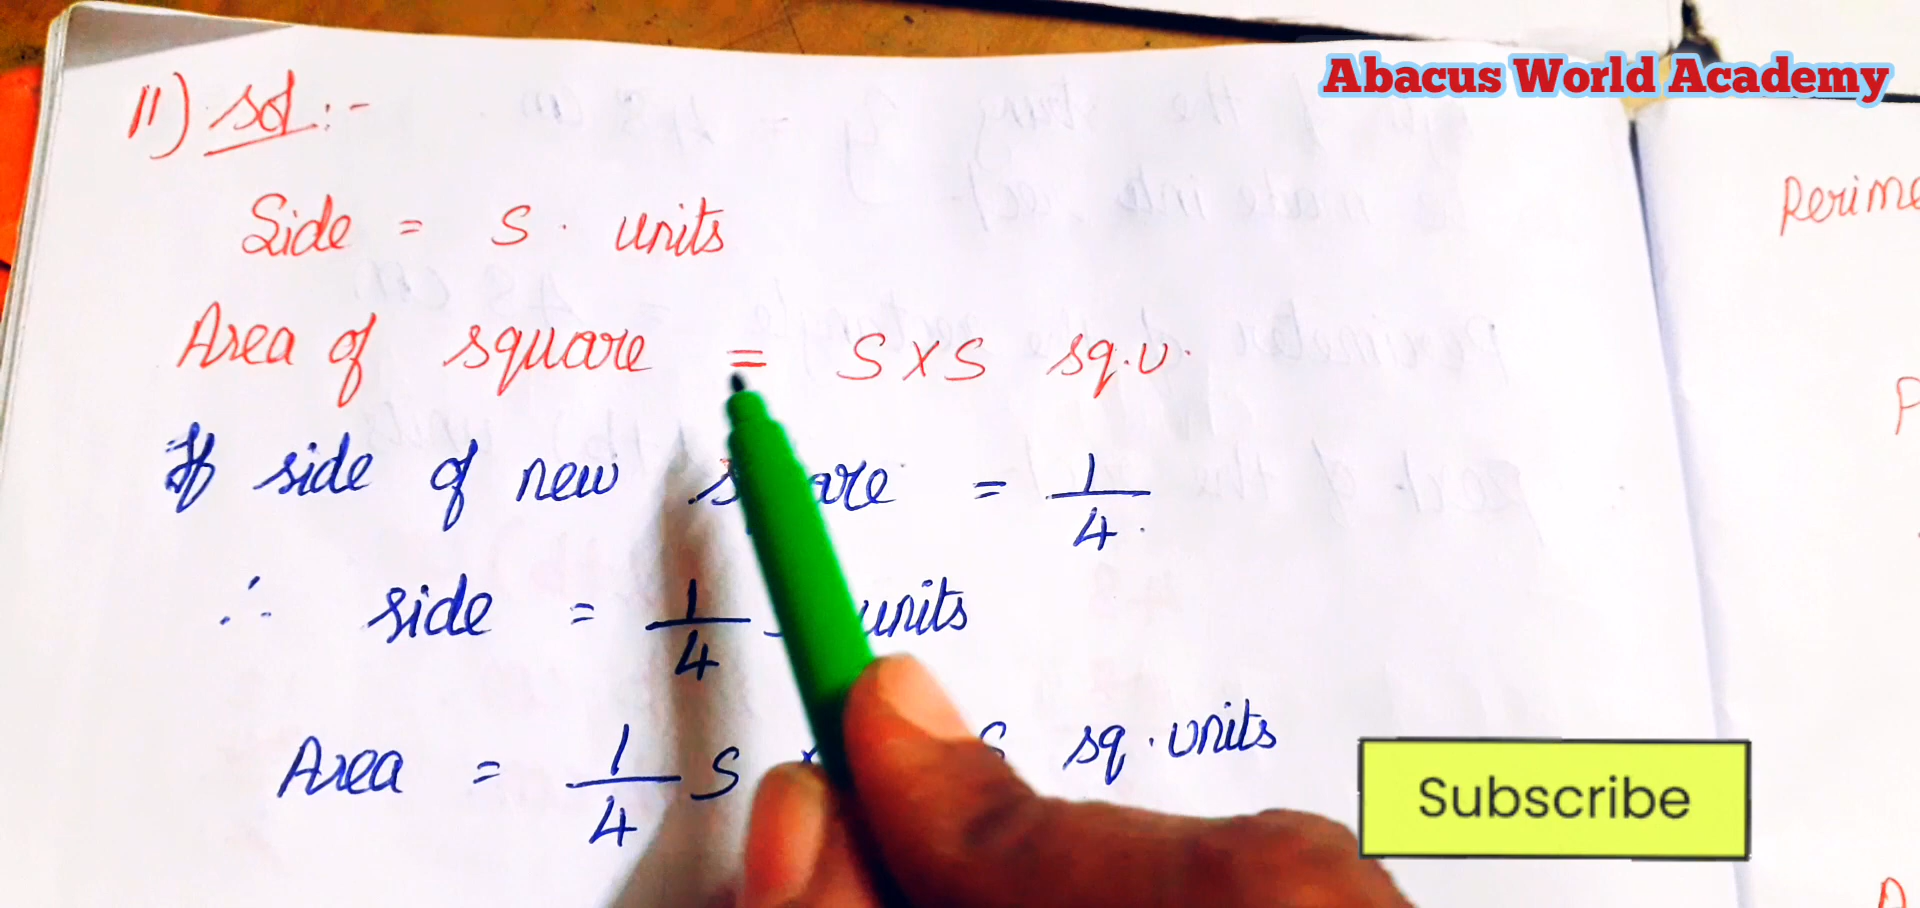 Abacus World Academy
11) sol :-
Side = S. units
Area of square = S x S sq.u.
If side of new square = 1/4.
∴ side = 1/4 units
Area = 1/4 S x S sq.units
Perime
P
Subscribe